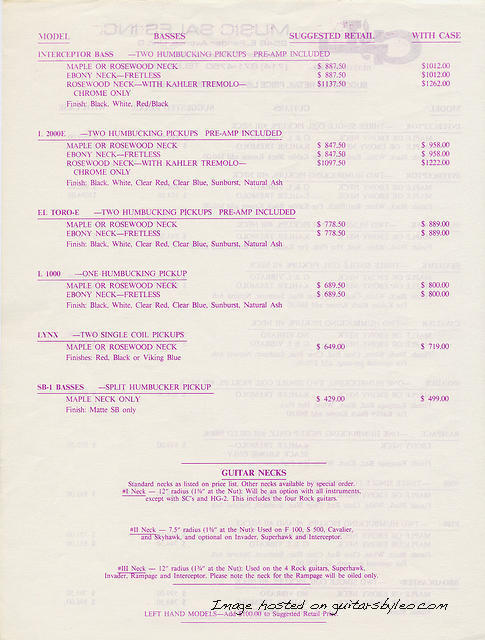 MODEL BASSES SUGGESTED RETAIL WITH CASE
INTERCEPTOR BASS —TWO HUMBUCKING PICKUPS PRE-AMP INCLUDED
MAPLE OR ROSEWOOD NECK $ 887.50 $1012.00
EBONY NECK—FRETLESS $ 887.50 $1012.00
ROSEWOOD NECK—WITH KAHLER TREMOLO— $1137.50 $1262.00
CHROME ONLY
Finish: Black, White, Red/Black
L 2000E —TWO HUMBUCKING PICKUPS PRE-AMP INCLUDED
MAPLE OR ROSEWOOD NECK $ 847.50 $ 958.00
EBONY NECK—FRETLESS $ 847.50 $ 958.00
ROSEWOOD NECK—WITH KAHLER TREMOLO— $1097.50 $1222.00
CHROME ONLY
Finish: Black, White, Clear Red, Clear Blue, Sunburst, Natural Ash
EL TORO-E —TWO HUMBUCKING PICKUPS PRE-AMP INCLUDED
MAPLE OR ROSEWOOD NECK $ 778.50 $ 889.00
EBONY NECK—FRETLESS $ 778.50 $ 889.00
Finish: Black, White, Clear Red, Clear Blue, Sunburst, Natural Ash
L 1000 —ONE HUMBUCKING PICKUP
MAPLE OR ROSEWOOD NECK $ 689.50 $ 800.00
EBONY NECK—FRETLESS $ 689.50 $ 800.00
Finish: Black, White, Clear Red, Clear Blue, Sunburst, Natural Ash
LYNX —TWO SINGLE COIL PICKUPS
MAPLE OR ROSEWOOD NECK $ 649.00 $ 719.00
Finishes: Red, Black or Viking Blue
SB-1 BASSES —SPLIT HUMBUCKER PICKUP
MAPLE NECK ONLY $ 429.00 $ 499.00
Finish: Matte SB only
GUITAR NECKS
Standard necks as listed on price list. Other necks available by special order.
#I Neck — 12" radius (1⅝" at the Nut): Will be an option with all instruments,
except with SC's and HG-2. This includes the four Rock guitars.
#II Neck — 7.5" radius (1⅝" at the Nut): Used on F 100, S 500, Cavalier,
and Skyhawk, and optional on Invader, Superhawk and Interceptor.
#III Neck — 12" radius (1¾" at the Nut): Used on the 4 Rock guitars, Superhawk,
Invader, Rampage and Interceptor. Please note the neck for the Rampage will be oiled only.
LEFT HAND MODELS—Add $100.00 to Suggested Retail Price
Image hosted on guitarsbyleo.com